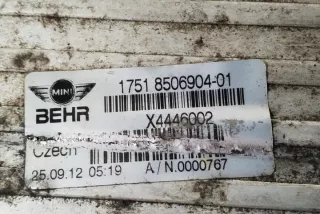 MINI
1751 8506904-01
BEHR
X4446002
Czech
25.09.12 05:19 A/N.0000767